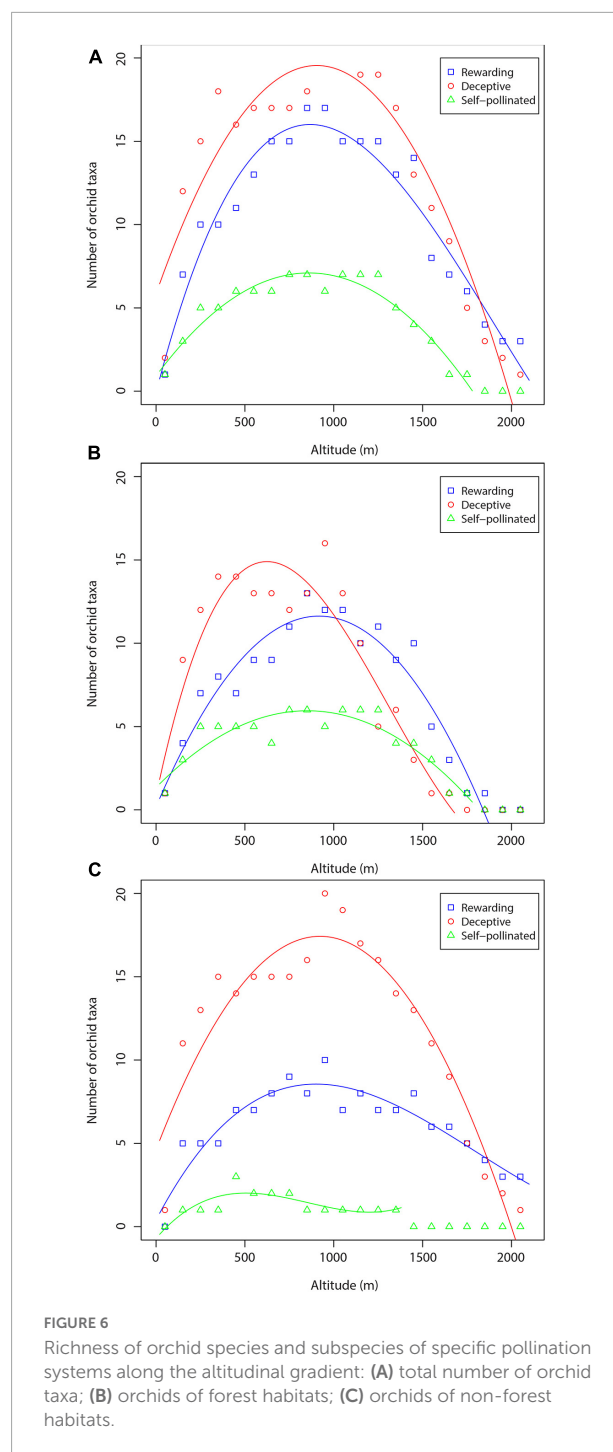 A
20
15
10
5
0
Number of orchid taxa
Rewarding
Deceptive
Self-pollinated
0 500 1000 1500 2000
Altitude (m)
B
20
15
10
5
0
Number of orchid taxa
Rewarding
Deceptive
Self-pollinated
0 500 1000 1500 2000
Altitude (m)
C
20
15
10
5
0
Number of orchid taxa
Rewarding
Deceptive
Self-pollinated
0 500 1000 1500 2000
Altitude (m)
FIGURE 6
Richness of orchid species and subspecies of specific pollination
systems along the altitudinal gradient: (A) total number of orchid
taxa; (B) orchids of forest habitats; (C) orchids of non-forest
habitats.